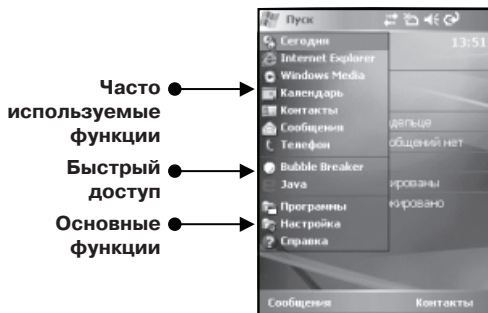 Пуск
Сегодня 13:51
Internet Explorer
Windows Media
Календарь
Контакты
Сообщения
Телефон
Bubble Breaker
Java
Программы
Настройка
Справка
дельце
общений нет
ированы
кировано
Сообщения Контакты
Часто
используемые
функции
Быстрый
доступ
Основные
функции